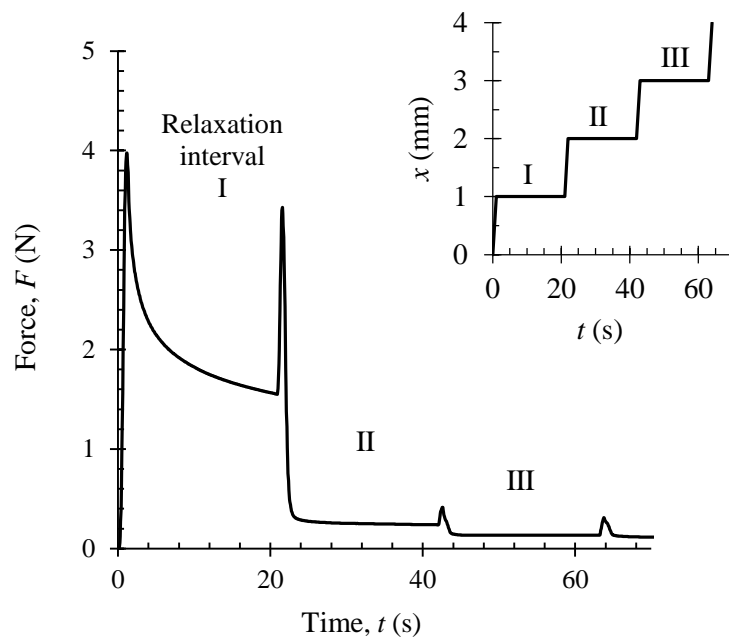 5
4
3
2
1
0
0
20
40
60
Force, F (N)
Time, t (s)
Relaxation
interval
I
II
III
4
3
2
1
0
0
20
40
60
x (mm)
t (s)
I
II
III